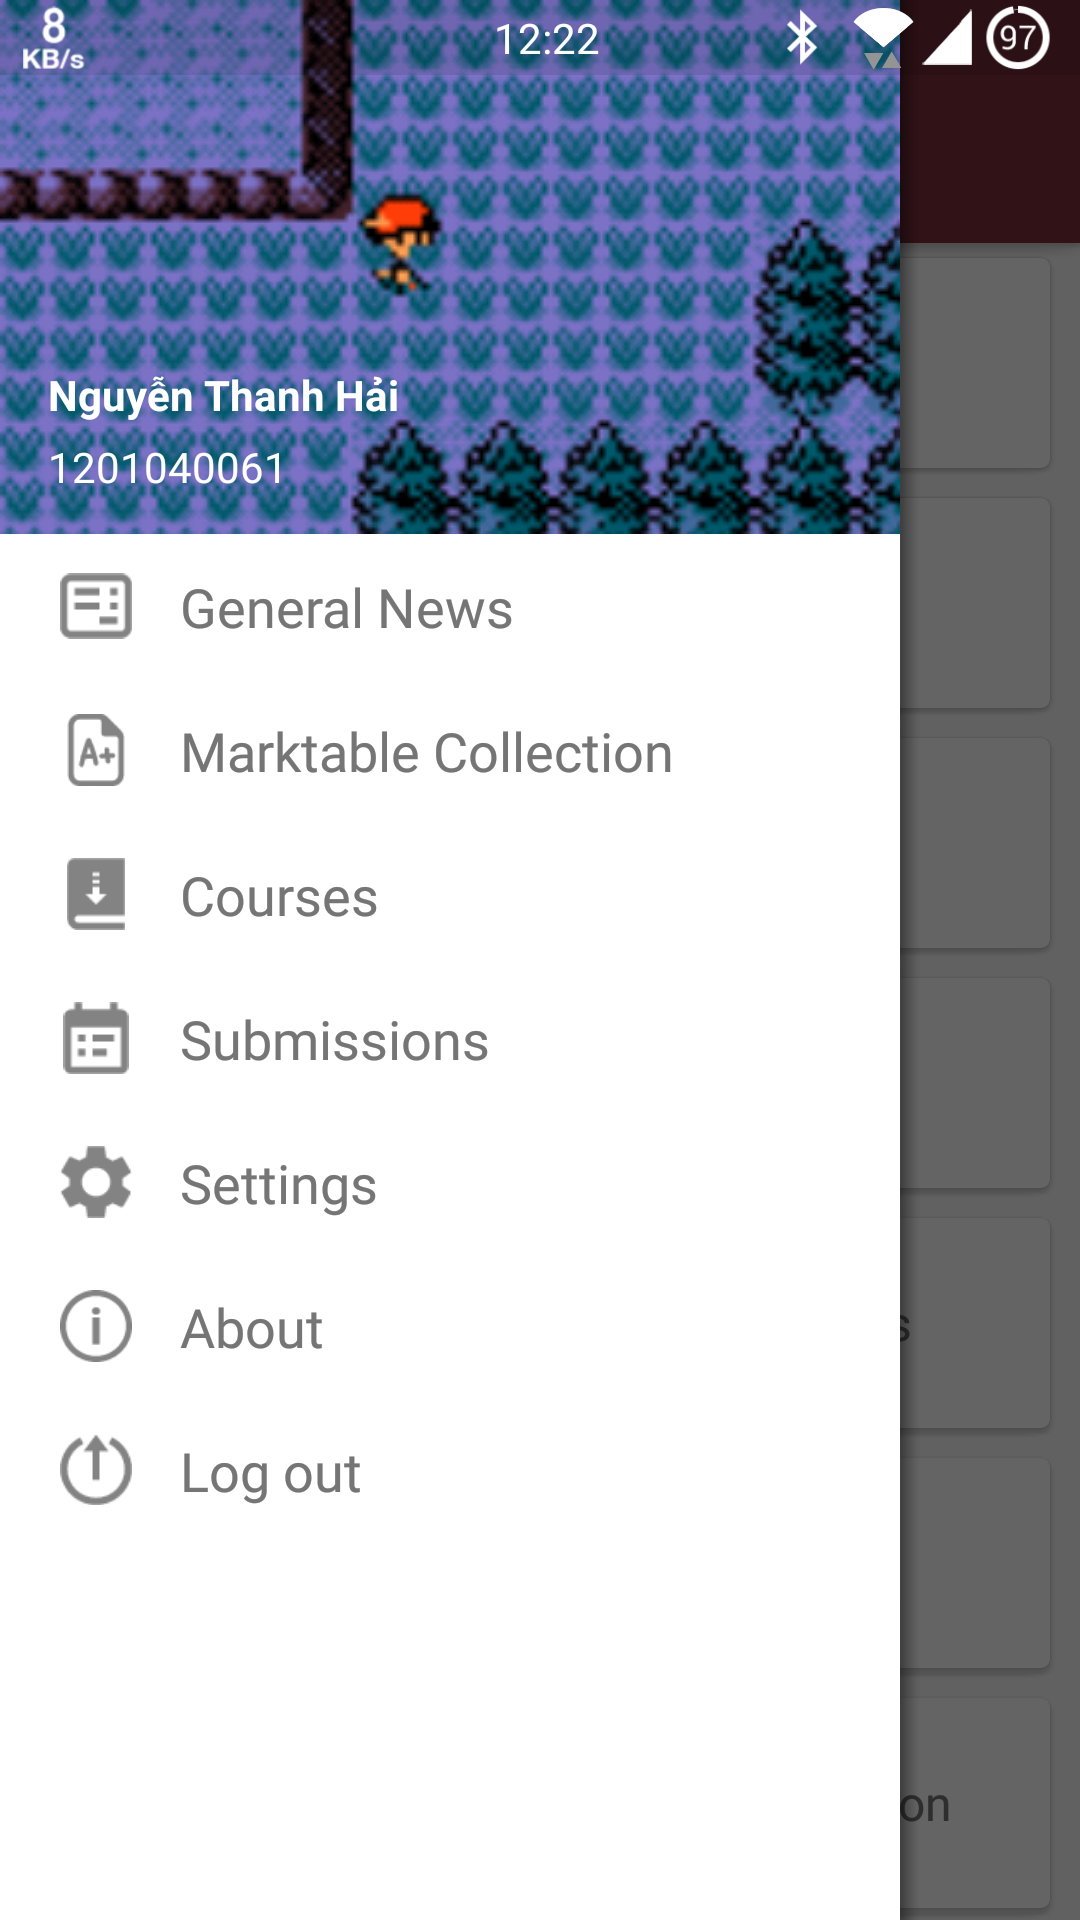 8
KB/s
12:22
97
Nguyễn Thanh Hải
1201040061
General News
A+
Marktable Collection
Courses
Submissions
Settings
s
About
Log out
on